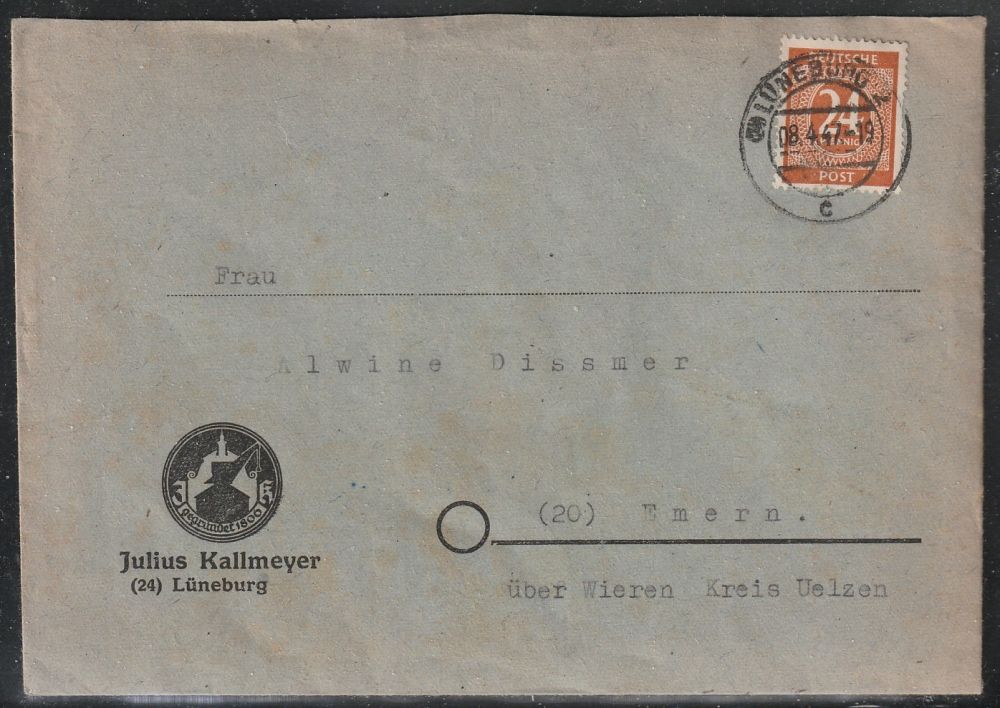 DEUTSCHE
24
PFENNIG
POST
LÜNEBURG
08.4.47-19
c
Frau
Alwine Dissmer
J K
gegründet 1800
Julius Kallmeyer
(24) Lüneburg
(20) Emern.
über Wieren Kreis Uelzen